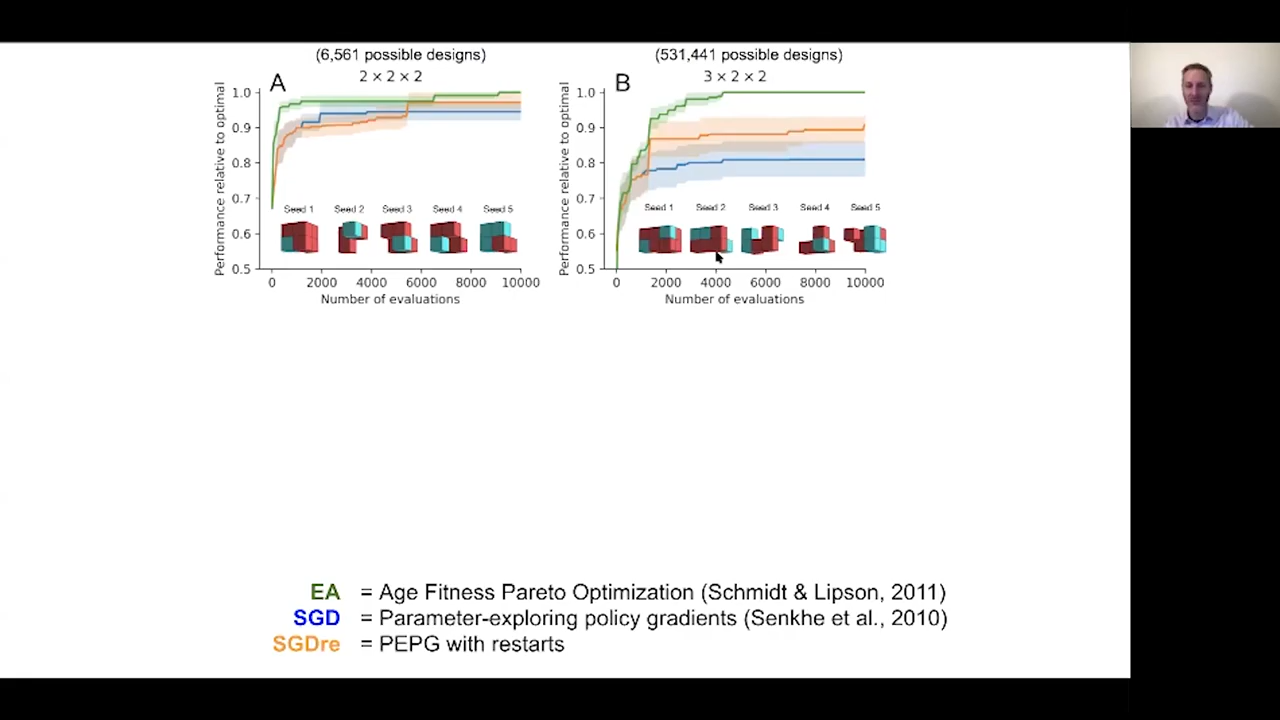 (6,561 possible designs)
2 × 2 × 2
A
Performance relative to optimal
1.0
0.9
0.8
0.7
0.6
0.5
Seed 1 Seed 2 Seed 3 Seed 4 Seed 5
0 2000 4000 6000 8000 10000
Number of evaluations
(531,441 possible designs)
3 × 2 × 2
B
Performance relative to optimal
1.0
0.9
0.8
0.7
0.6
0.5
Seed 1 Seed 2 Seed 3 Seed 4 Seed 5
0 2000 4000 6000 8000 10000
Number of evaluations
EA = Age Fitness Pareto Optimization (Schmidt & Lipson, 2011)
SGD = Parameter-exploring policy gradients (Senkhe et al., 2010)
SGDre = PEPG with restarts